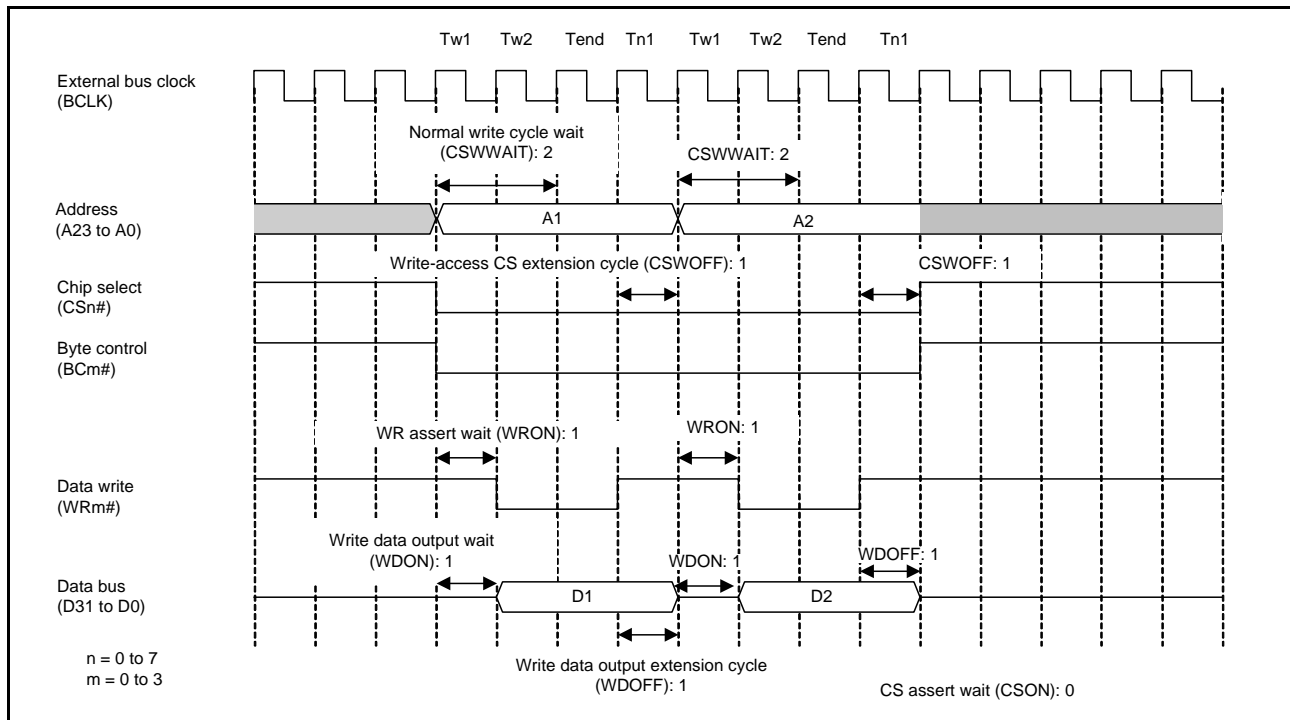 Tw1 Tw2 Tend Tn1 Tw1 Tw2 Tend Tn1
External bus clock
(BCLK)
Normal write cycle wait
(CSWWAIT): 2
CSWWAIT: 2
Address
(A23 to A0)
A1
A2
Write-access CS extension cycle (CSWOFF): 1
CSWOFF: 1
Chip select
(CSn#)
Byte control
(BCm#)
WR assert wait (WRON): 1
WRON: 1
Data write
(WRm#)
Write data output wait
(WDON): 1
WDON: 1
WDOFF: 1
Data bus
(D31 to D0)
D1
D2
n = 0 to 7
m = 0 to 3
Write data output extension cycle
(WDOFF): 1
CS assert wait (CSON): 0